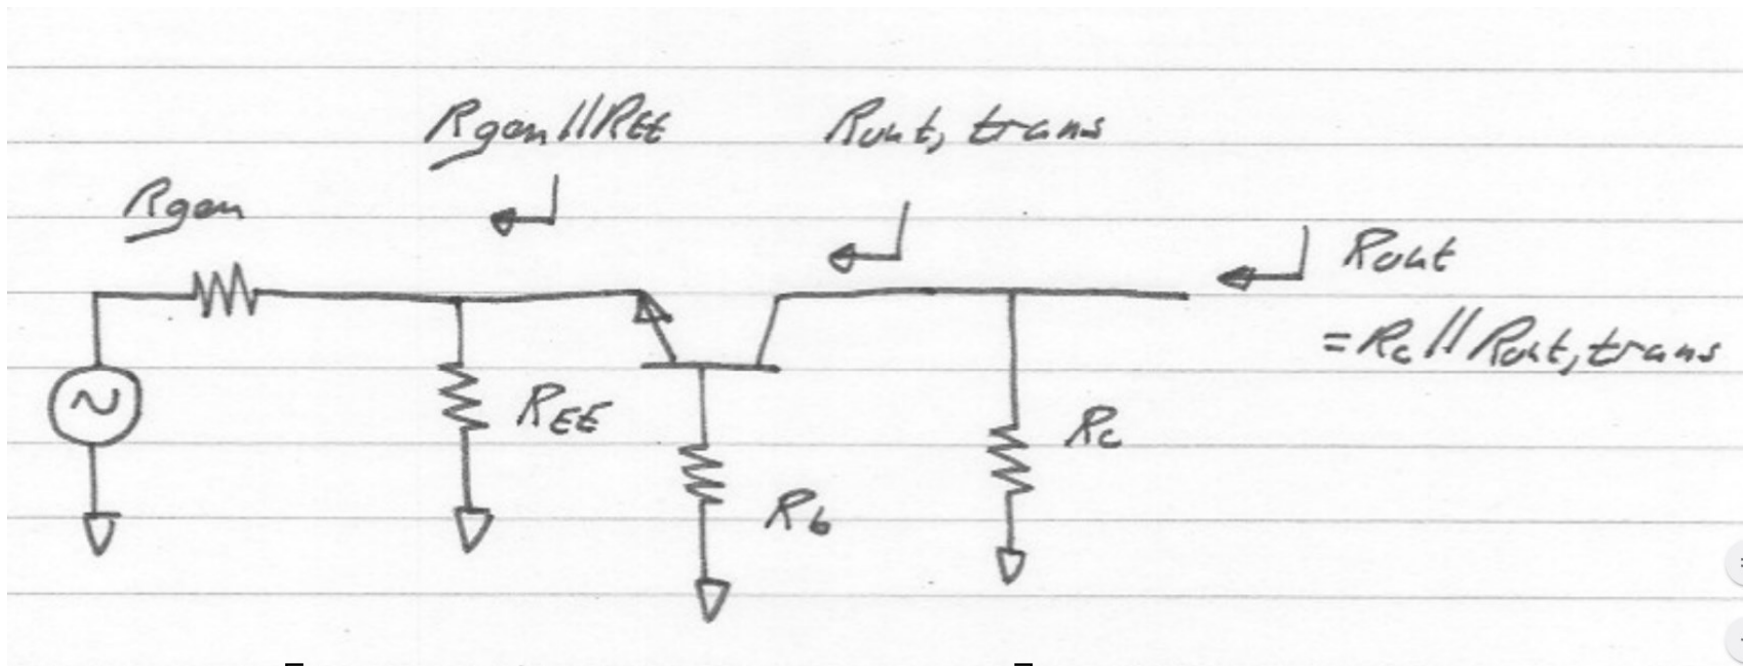 Rgen//REE
Rout, trans
Rgen
Rout
=Rc//Rout,trans
REE
Rc
Rb
~